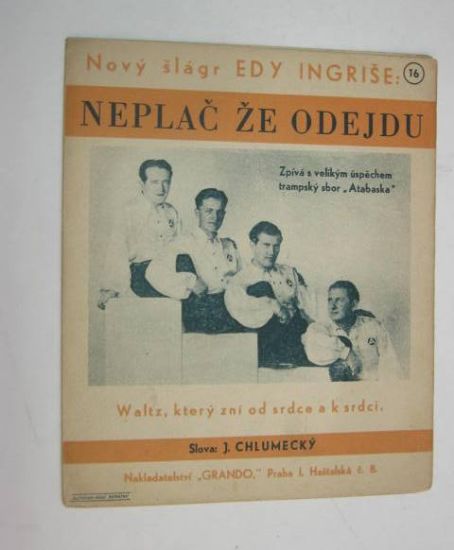 Nový šlágr EDY INGRIŠE: 16
NEPLAČ ŽE ODEJDU
Zpívá s velikým úspěchem
trampský sbor „Atabaska"
Waltz, který zní od srdce a k srdci.
Slova: J. CHLUMECKÝ
Nakladatelství „GRANDO," Praha I. Haštalská č. 8.